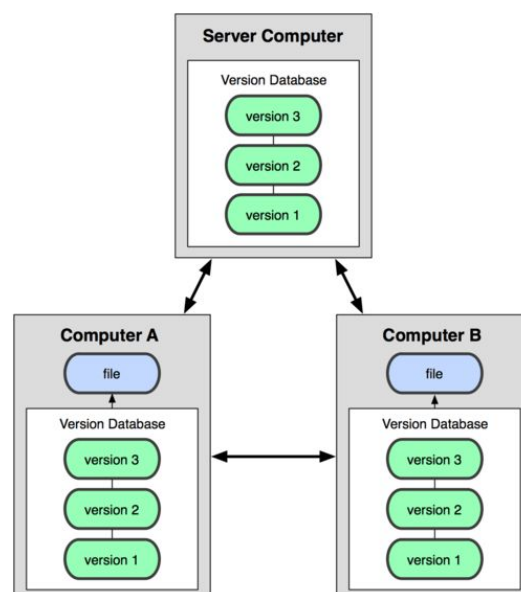 Server Computer
Version Database
version 3
version 2
version 1
Computer A
file
Version Database
version 3
version 2
version 1
Computer B
file
Version Database
version 3
version 2
version 1